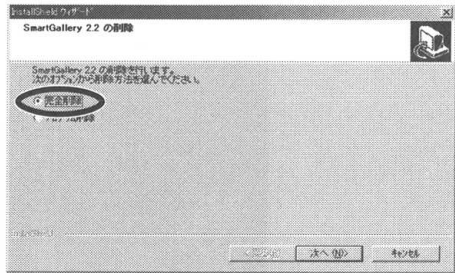 InstallShield ウィザード
SmartGallery 2.2 の削除
SmartGallery 2.2 の削除を行います。
次のオプションから削除方法を選んでください。
完全削除
InstallShield
次へ (N)>
キャンセル